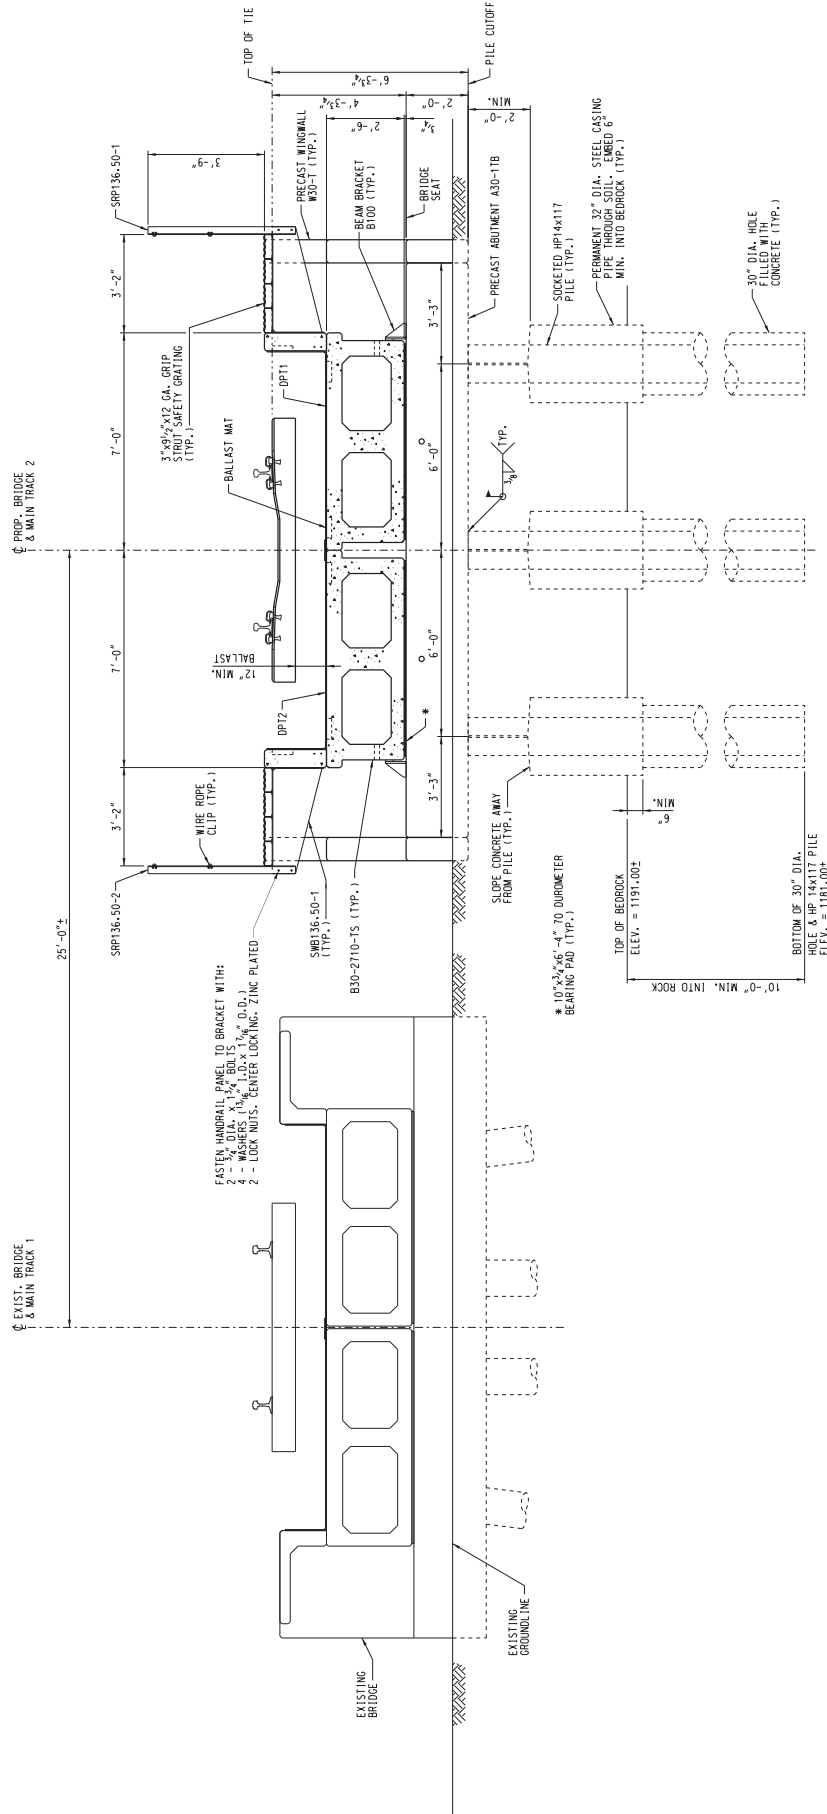 ℄ EXIST. BRIDGE
& MAIN TRACK 1
25'-0"±
℄ PROP. BRIDGE
& MAIN TRACK 2
FASTEN HANDRAIL PANEL TO BRACKET WITH:
2 - 3/4" DIA. x 1 3/4" BOLTS
4 - WASHERS (13/16" I.D. x 1 7/16" O.D.)
2 - LOCK NUTS, CENTER LOCKING, ZINC PLATED
SRP136.50-2
WIRE ROPE
CLIP (TYP.)
3'-2"
7'-0"
7'-0"
3'-2"
3"x9 1/2"x12 GA. GRIP
STRUT SAFETY GRATING
(TYP.)
SRP136.50-1
3'-9"
TOP OF TIE
SWB136.50-1
(TYP.)
B30-2710-TS (TYP.)
DPT2
12" MIN.
BALLAST
BALLAST MAT
DPT1
PRECAST WINGWALL
W30-T (TYP.)
BEAM BRACKET
B100 (TYP.)
BRIDGE
SEAT
2'-6"
3/4"
4'-3 3/4"
2'-0"
6'-3 3/4"
PILE CUTOFF
2'-0"
MIN.
*
3'-3"
6'-0"
6'-0"
3'-3"
3/8
TYP.
PRECAST ABUTMENT A30-1TB
EXISTING
BRIDGE
EXISTING
GROUNDLINE
SLOPE CONCRETE AWAY
FROM PILE (TYP.)
* 10"x3/4"x6'-4" 70 DUROMETER
BEARING PAD (TYP.)
SOCKETED HP14x117
PILE (TYP.)
PERMANENT 32" DIA. STEEL CASING
PIPE THROUGH SOIL. EMBED 6"
MIN. INTO BEDROCK (TYP.)
TOP OF BEDROCK
ELEV. = 1191.00±
6"
MIN.
10'-0" MIN. INTO ROCK
30" DIA. HOLE
FILLED WITH
CONCRETE (TYP.)
BOTTOM OF 30" DIA.
HOLE & HP 14x117 PILE
ELEV. = 1181.00±